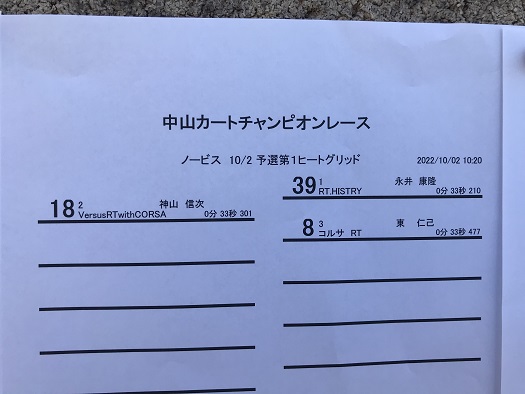 中山カートチャンピオンレース
ノービス 10/2 予選第1ヒートグリッド 2022/10/02 10:20
39 1 永井 康隆
RT.HISTRY 0分 33秒 210
18 2 神山 信次
VersusRTwithCORSA 0分 33秒 301
8 3 東 仁己
コルサ RT 0分 33秒 477